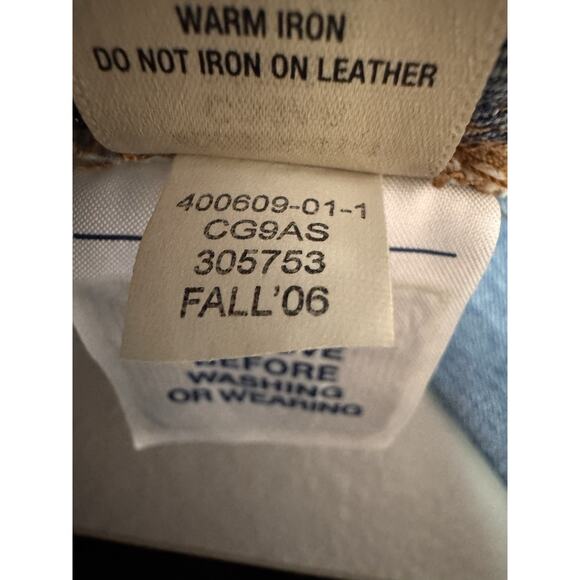 WARM IRON
DO NOT IRON ON LEATHER
400609-01-1
CG9AS
305753
FALL'06
BEFORE
WASHING
OR WEARING